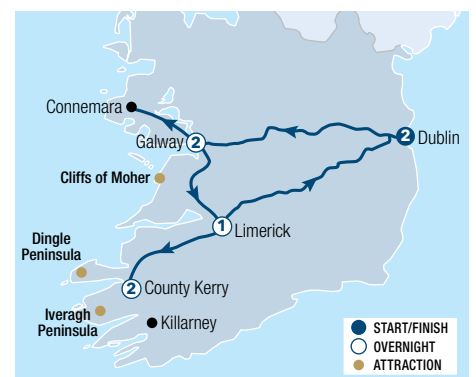 Connemara
Galway
2
2
Dublin
Cliffs of Moher
1
Limerick
Dingle
Peninsula
2
County Kerry
Iveragh
Peninsula
Killarney
START/FINISH
OVERNIGHT
ATTRACTION